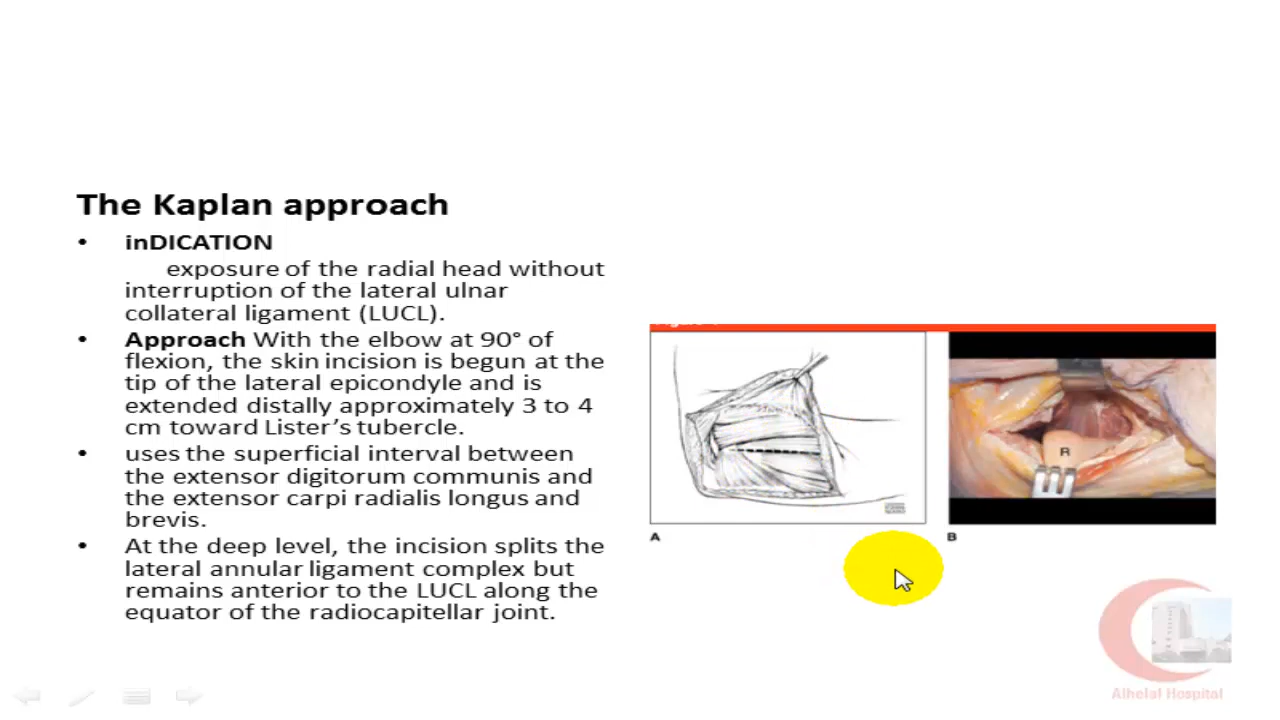 The Kaplan approach
• inDICATION
exposure of the radial head without
interruption of the lateral ulnar
collateral ligament (LUCL).
• Approach With the elbow at 90° of
flexion, the skin incision is begun at the
tip of the lateral epicondyle and is
extended distally approximately 3 to 4
cm toward Lister's tubercle.
• uses the superficial interval between
the extensor digitorum communis and
the extensor carpi radialis longus and
brevis.
• At the deep level, the incision splits the
lateral annular ligament complex but
remains anterior to the LUCL along the
equator of the radiocapitellar joint.
R
A
B
Alhelal Hospital